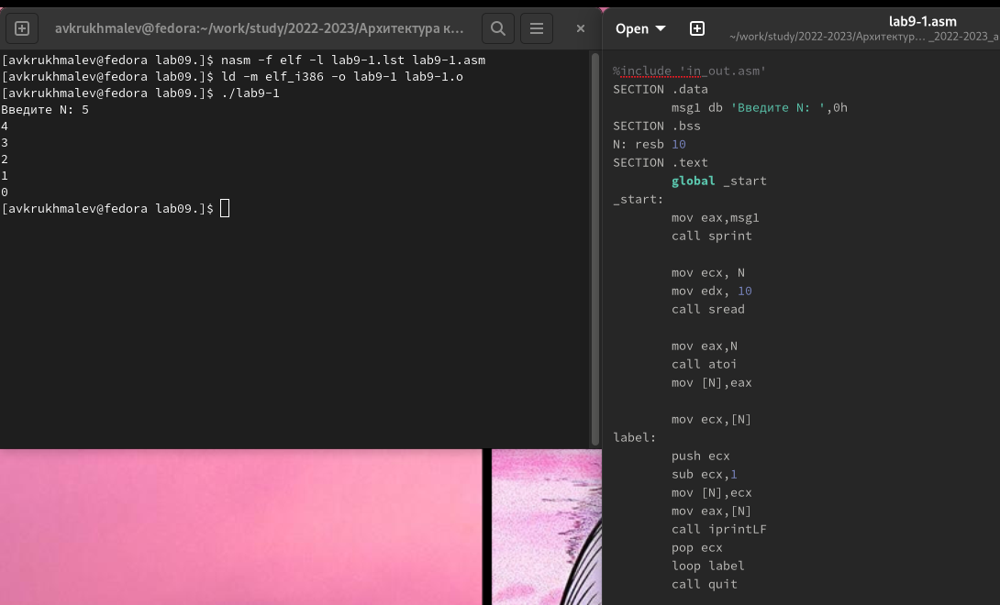 avkrukhmalev@fedora:~/work/study/2022-2023/Архитектура к...
[avkrukhmalev@fedora lab09.]$ nasm -f elf -l lab9-1.lst lab9-1.asm
[avkrukhmalev@fedora lab09.]$ ld -m elf_i386 -o lab9-1 lab9-1.o
[avkrukhmalev@fedora lab09.]$ ./lab9-1
Введите N: 5
4
3
2
1
0
[avkrukhmalev@fedora lab09.]$
Open
lab9-1.asm
~/work/study/2022-2023/Архитектур... _2022-2023_a
%include 'in_out.asm'
SECTION .data
msg1 db 'Введите N: ',0h
SECTION .bss
N: resb 10
SECTION .text
global _start
_start:
mov eax,msg1
call sprint
mov ecx, N
mov edx, 10
call sread
mov eax,N
call atoi
mov [N],eax
mov ecx,[N]
label:
push ecx
sub ecx,1
mov [N],ecx
mov eax,[N]
call iprintLF
pop ecx
loop label
call quit